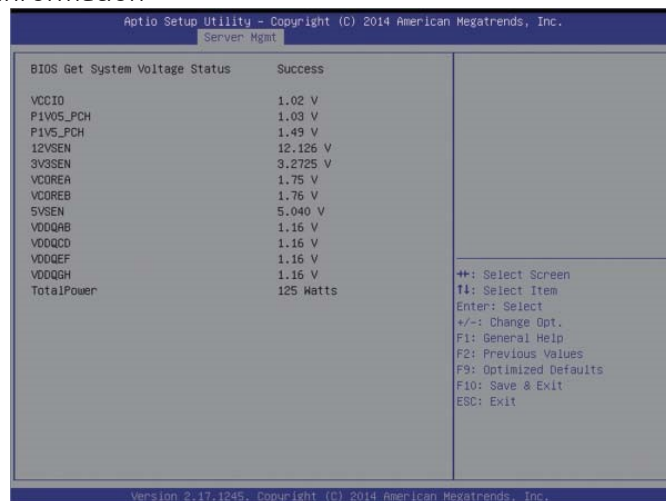 Aptio Setup Utility – Copyright (C) 2014 American Megatrends, Inc.
Server Mgmt
BIOS Get System Voltage Status Success
VCCIO 1.02 V
P1V05_PCH 1.03 V
P1V5_PCH 1.49 V
12VSEN 12.126 V
3V3SEN 3.2725 V
VCOREA 1.75 V
VCOREB 1.76 V
5VSEN 5.040 V
VDDQAB 1.16 V
VDDQCD 1.16 V
VDDQEF 1.16 V
VDDQGH 1.16 V
TotalPower 125 Watts
→←: Select Screen
↑↓: Select Item
Enter: Select
+/-: Change Opt.
F1: General Help
F2: Previous Values
F9: Optimized Defaults
F10: Save & Exit
ESC: Exit
Version 2.17.1245. Copyright (C) 2014 American Megatrends, Inc.